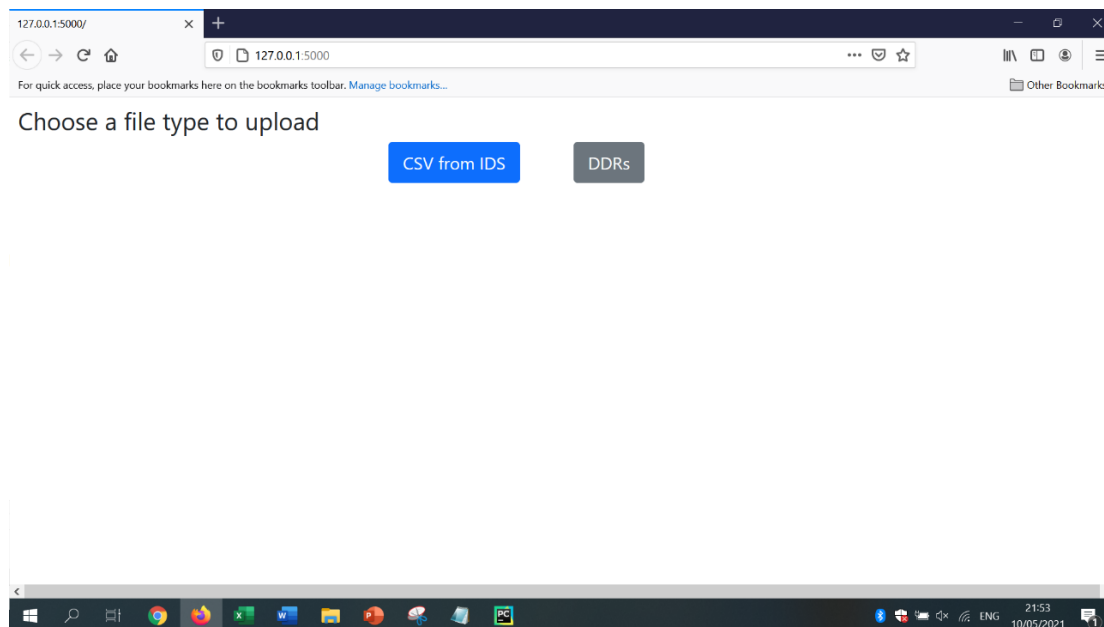 127.0.0.1:5000/
127.0.0.1:5000
For quick access, place your bookmarks here on the bookmarks toolbar. Manage bookmarks...
Other Bookmarks
Choose a file type to upload
CSV from IDS
DDRs
ENG
21:53
10/05/2021